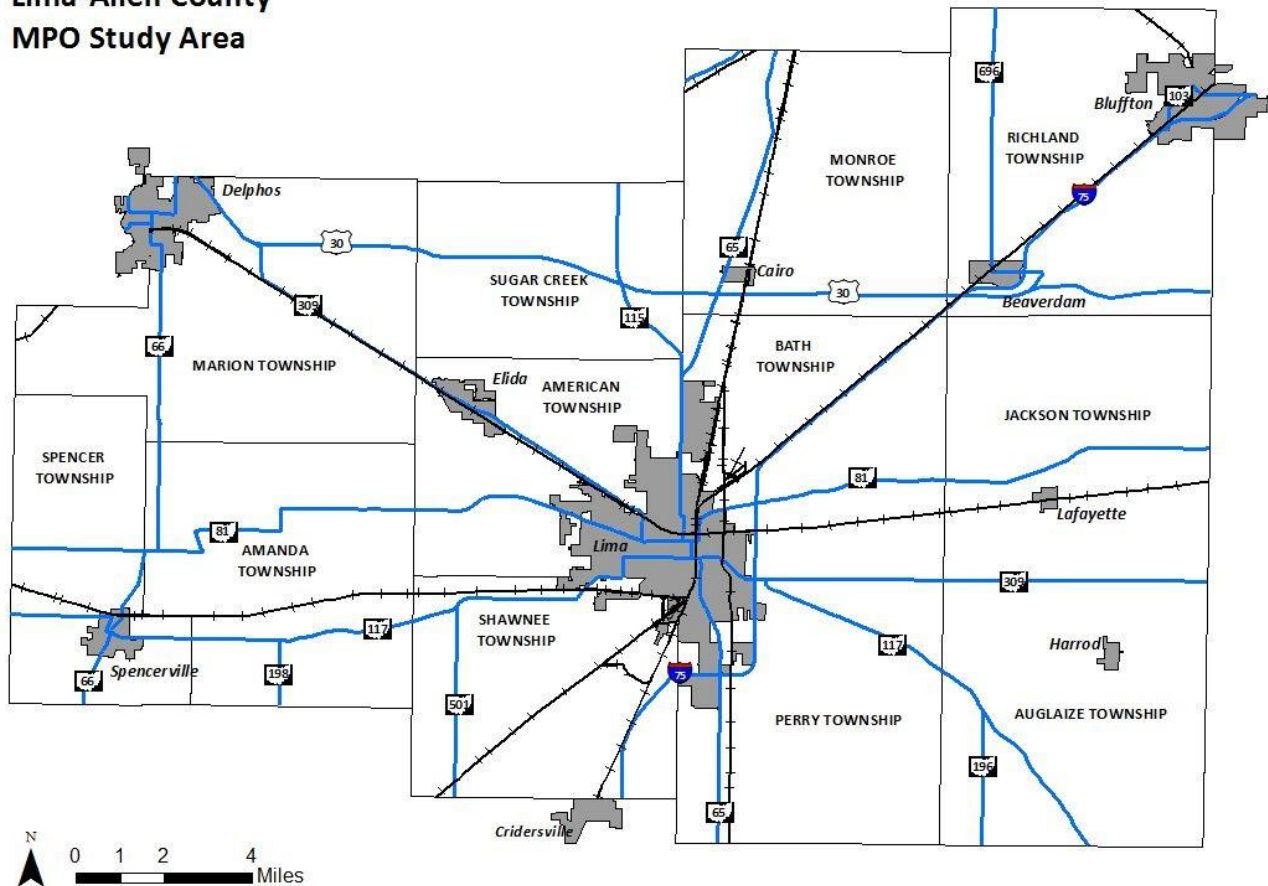 Lima-Allen County
MPO Study Area
696
103
Bluffton
RICHLAND
TOWNSHIP
MONROE
TOWNSHIP
75
Delphos
30
65
Cairo
SUGAR CREEK
TOWNSHIP
30
Beaverdam
309
115
66
MARION TOWNSHIP
BATH
TOWNSHIP
Elida
AMERICAN
TOWNSHIP
JACKSON TOWNSHIP
SPENCER
TOWNSHIP
81
Lafayette
81
AMANDA
TOWNSHIP
Lima
309
SHAWNEE
TOWNSHIP
117
117
Harrod
Spencerville
198
66
75
501
PERRY TOWNSHIP
AUGLAIZE TOWNSHIP
196
65
Cridersville
N
0 1 2 4
Miles